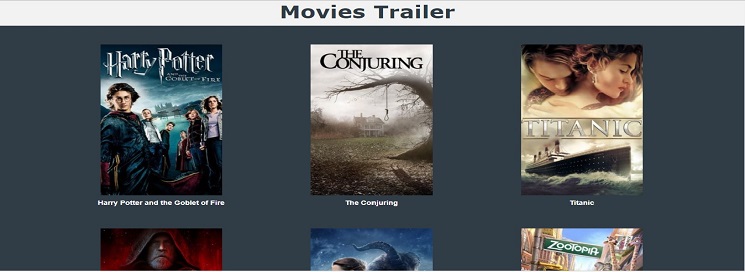 Movies Trailer
Harry Potter
AND THE
GOBLET OF FIRE
THE
CONJURING
TITANIC
Harry Potter and the Goblet of Fire
The Conjuring
Titanic
ZOOTOPIA